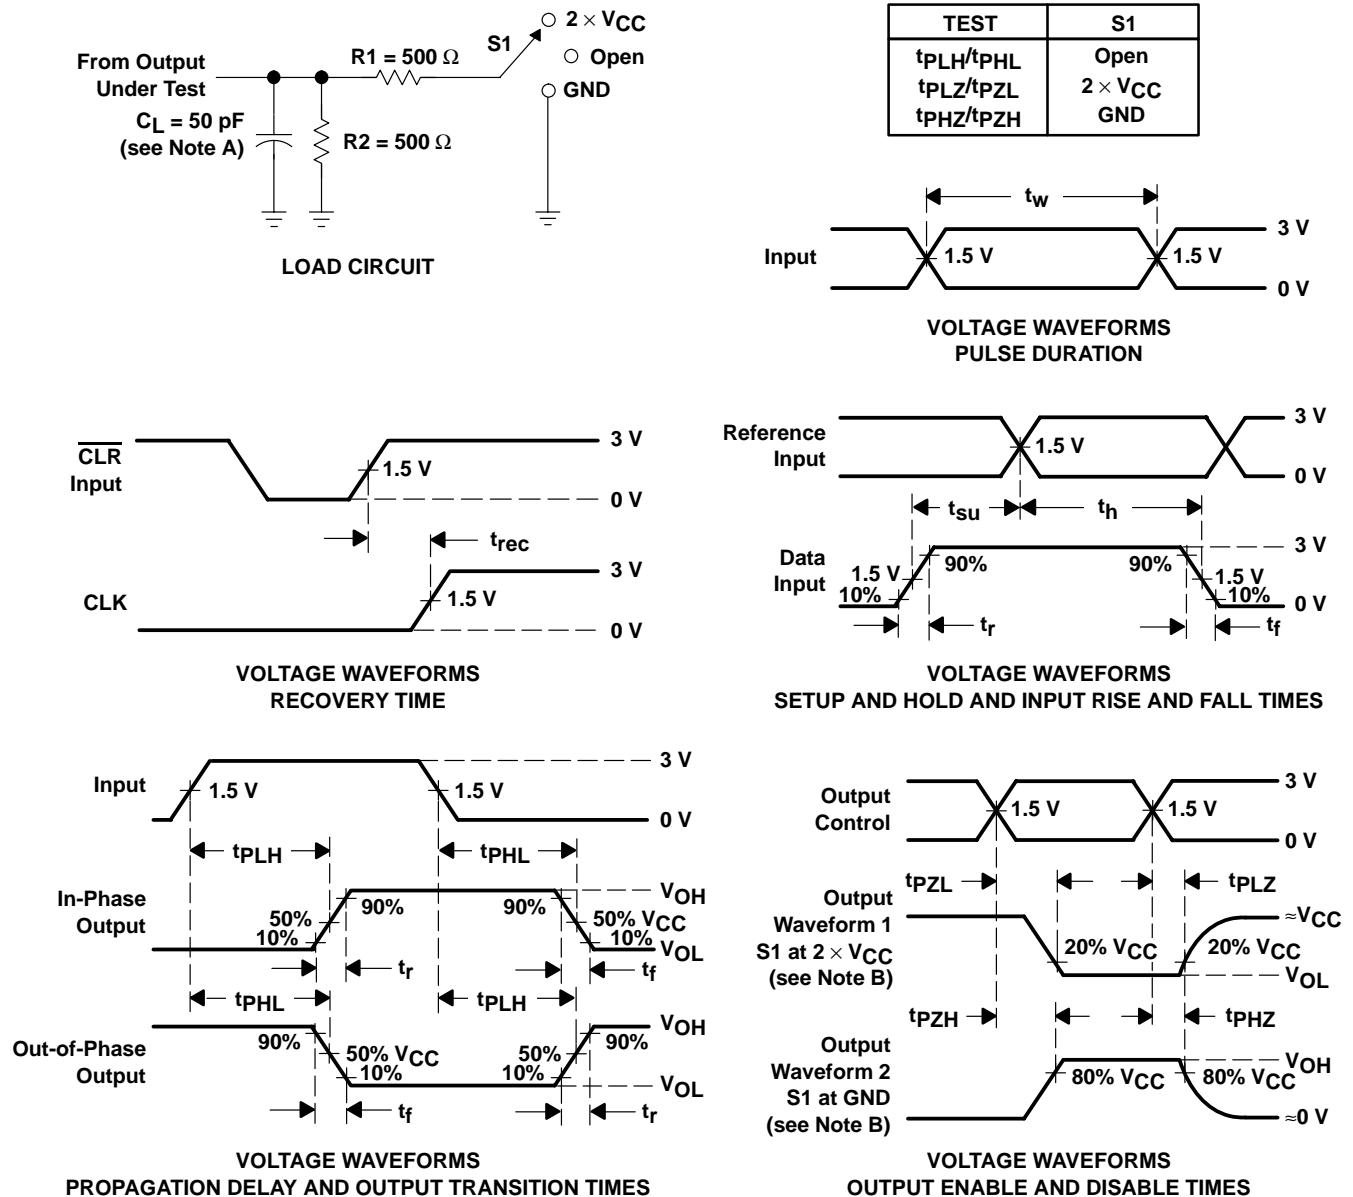 From Output
Under Test
CL = 50 pF
(see Note A)
R1 = 500 Ω
R2 = 500 Ω
S1
2 × VCC
Open
GND
LOAD CIRCUIT
TEST S1
tPLH/tPHL Open
tPLZ/tPZL 2 × VCC
tPHZ/tPZH GND
tw
Input
1.5 V
1.5 V
3 V
0 V
VOLTAGE WAVEFORMS
PULSE DURATION
CLR
Input
1.5 V
3 V
0 V
trec
CLK
1.5 V
3 V
0 V
VOLTAGE WAVEFORMS
RECOVERY TIME
Reference
Input
1.5 V
3 V
0 V
tsu
th
Data
Input
1.5 V
10%
90%
90%
1.5 V
10%
3 V
0 V
tr
tf
VOLTAGE WAVEFORMS
SETUP AND HOLD AND INPUT RISE AND FALL TIMES
Input
1.5 V
1.5 V
3 V
0 V
tPLH
tPHL
In-Phase
Output
50%
10%
90%
90%
50% VCC
10%
VOH
VOL
tr
tf
tPHL
tPLH
Out-of-Phase
Output
90%
50% VCC
10%
50%
10%
90%
VOH
VOL
tf
tr
VOLTAGE WAVEFORMS
PROPAGATION DELAY AND OUTPUT TRANSITION TIMES
Output
Control
1.5 V
1.5 V
3 V
0 V
tPZL
tPLZ
Output
Waveform 1
S1 at 2 × VCC
(see Note B)
20% VCC
20% VCC
≈VCC
VOL
tPZH
tPHZ
Output
Waveform 2
S1 at GND
(see Note B)
80% VCC
80% VCC
VOH
≈0 V
VOLTAGE WAVEFORMS
OUTPUT ENABLE AND DISABLE TIMES